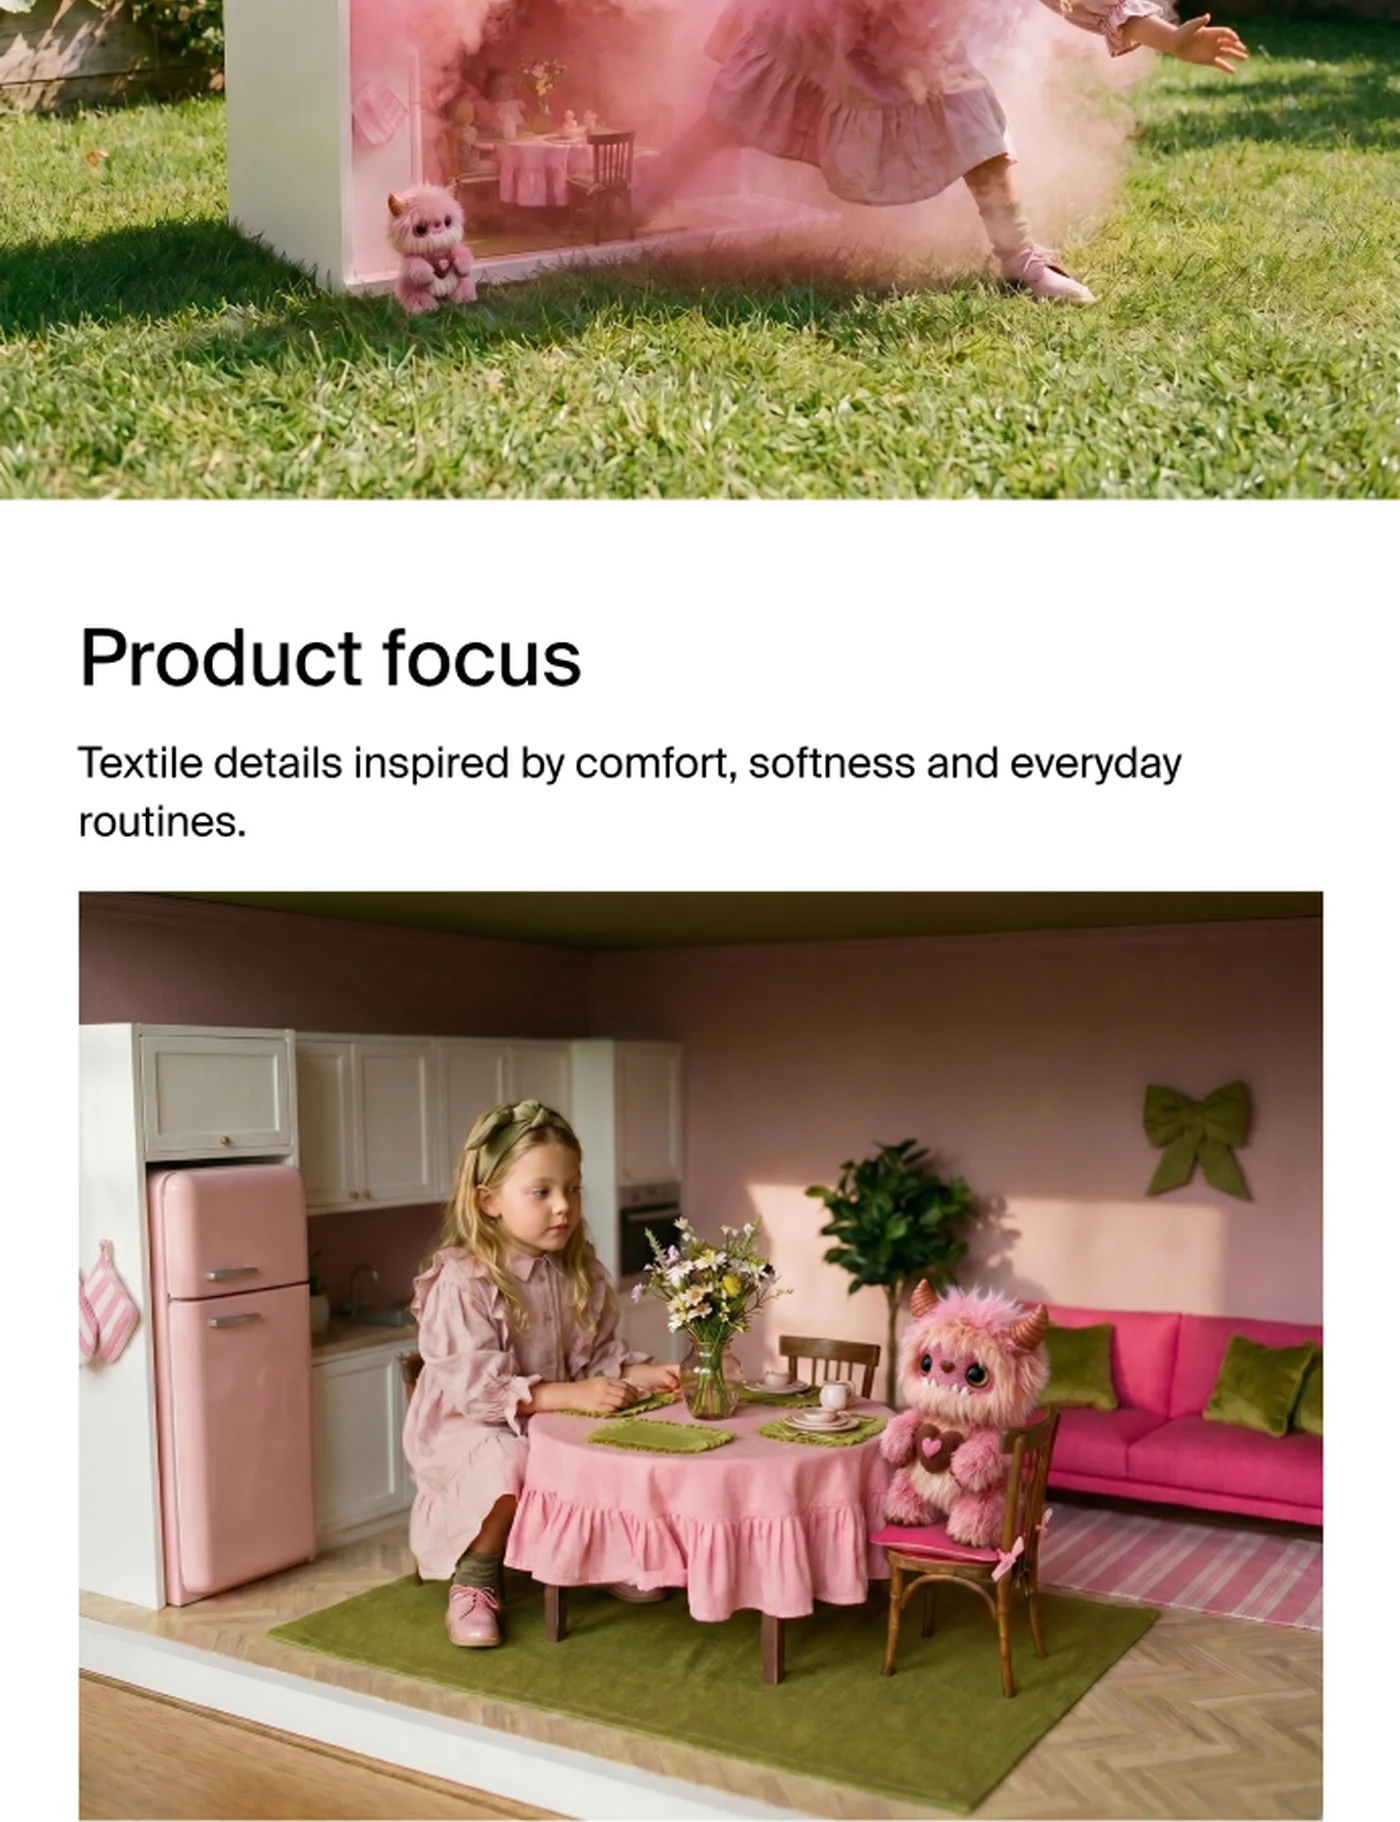 Product focus
Textile details inspired by comfort, softness and everyday
routines.